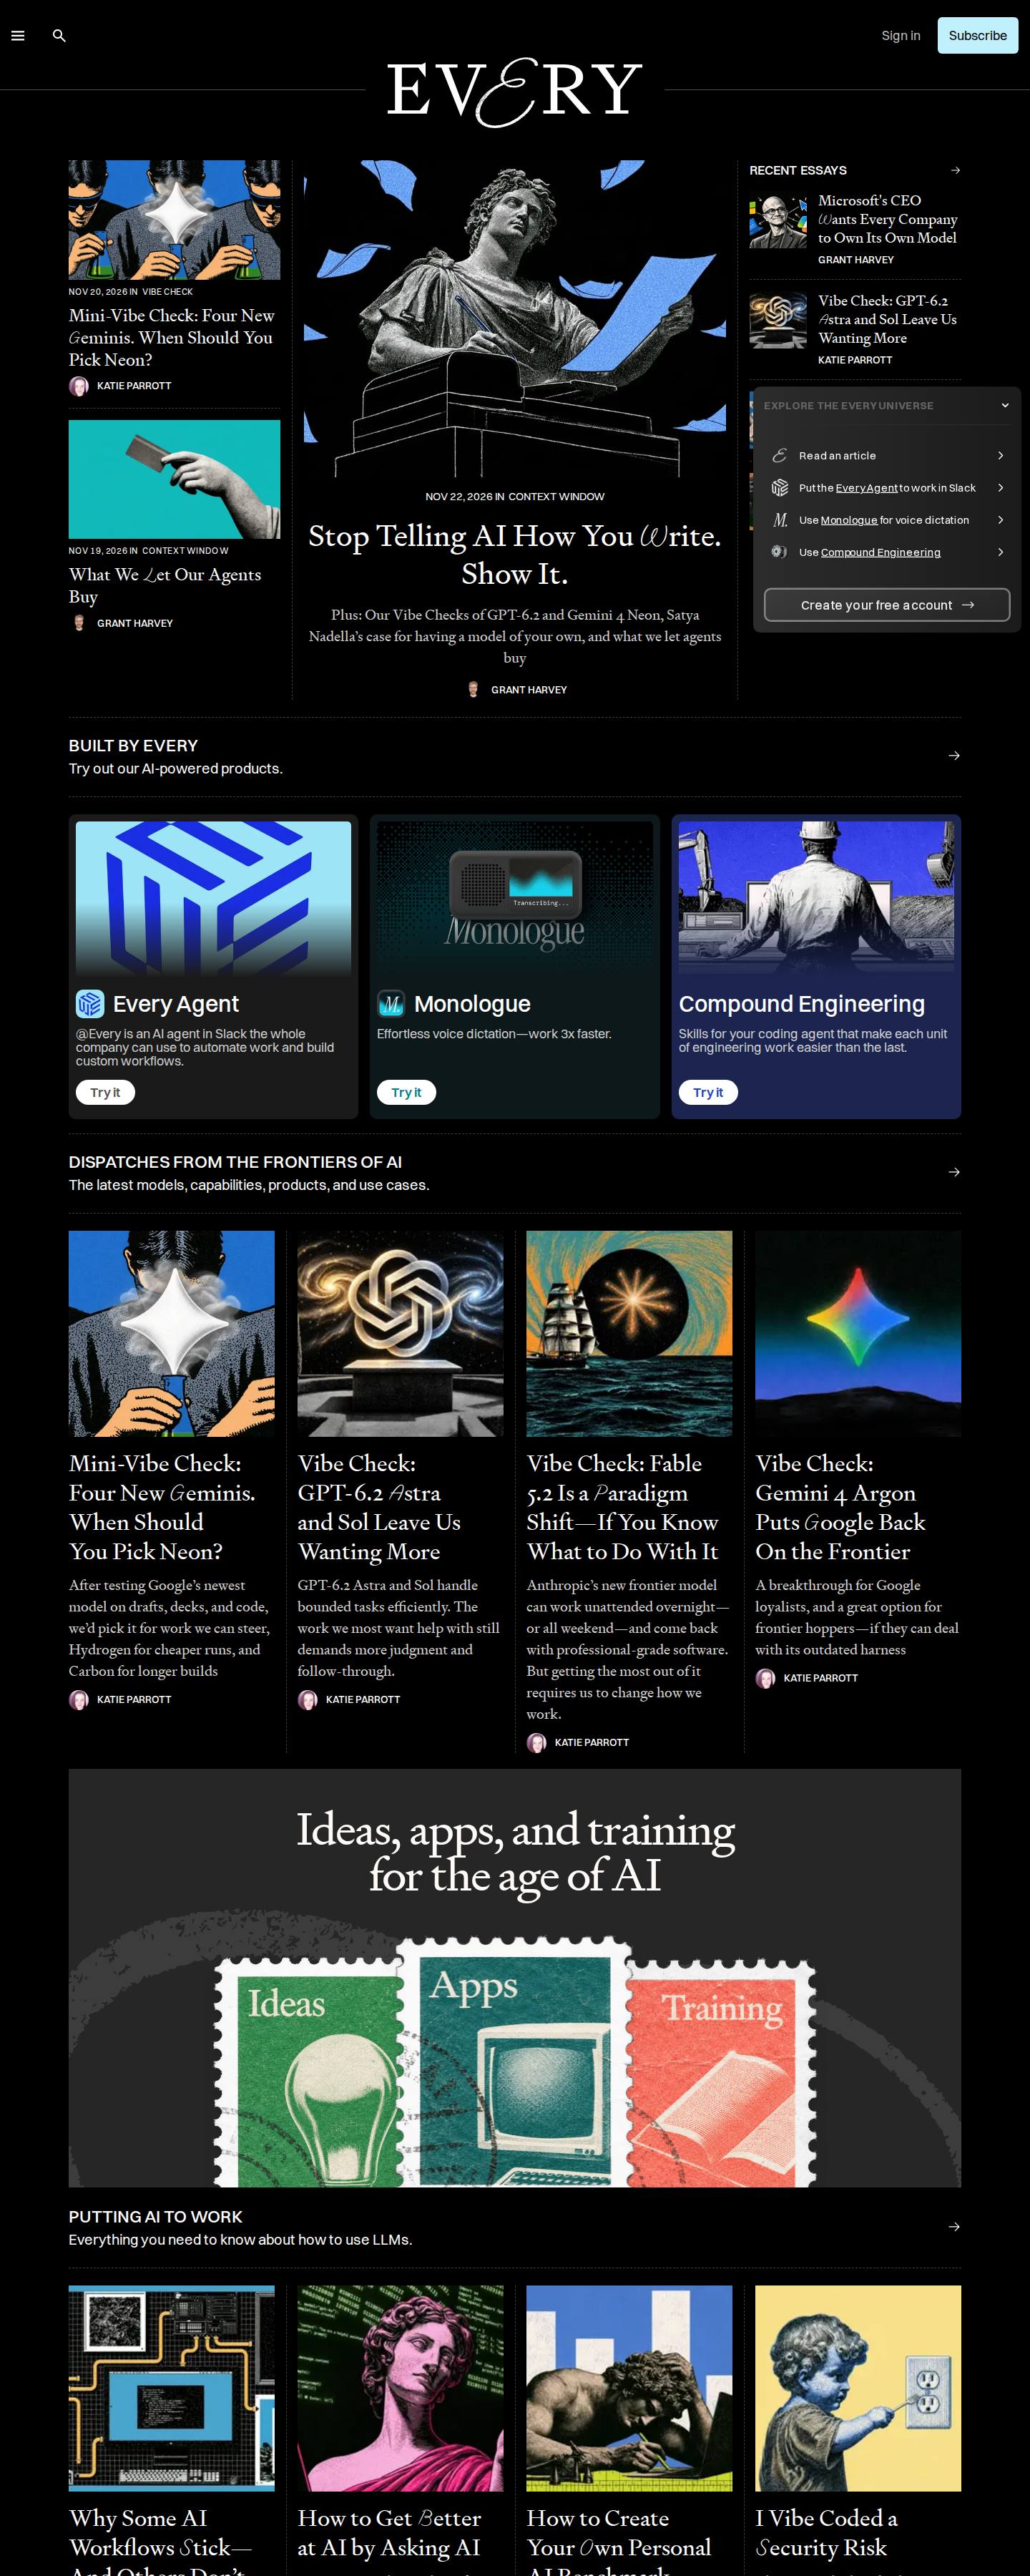 Sign in
Subscribe
EVERY
NOV 20, 2026 IN VIBE CHECK
Mini-Vibe Check: Four New
Geminis. When Should You
Pick Neon?
KATIE PARROTT
NOV 19, 2026 IN CONTEXT WINDOW
What We Let Our Agents
Buy
GRANT HARVEY
NOV 22, 2026 IN CONTEXT WINDOW
Stop Telling AI How You Write.
Show It.
Plus: Our Vibe Checks of GPT-6.2 and Gemini 4 Neon, Satya
Nadella’s case for having a model of your own, and what we let agents
buy
GRANT HARVEY
RECENT ESSAYS
Microsoft's CEO
Wants Every Company
to Own Its Own Model
GRANT HARVEY
Vibe Check: GPT-6.2
Astra and Sol Leave Us
Wanting More
KATIE PARROTT
EXPLORE THE EVERY UNIVERSE
Read an article
Put the Every Agent to work in Slack
M.
Use Monologue for voice dictation
Use Compound Engineering
Create your free account
BUILT BY EVERY
Try out our AI-powered products.
Every Agent
@Every is an AI agent in Slack the whole
company can use to automate work and build
custom workflows.
Try it
Transcribing...
Monologue
M.
Monologue
Effortless voice dictation—work 3x faster.
Try it
Compound Engineering
Skills for your coding agent that make each unit
of engineering work easier than the last.
Try it
DISPATCHES FROM THE FRONTIERS OF AI
The latest models, capabilities, products, and use cases.
Mini-Vibe Check:
Four New Geminis.
When Should
You Pick Neon?
After testing Google’s newest
model on drafts, decks, and code,
we’d pick it for work we can steer,
Hydrogen for cheaper runs, and
Carbon for longer builds
KATIE PARROTT
Vibe Check:
GPT-6.2 Astra
and Sol Leave Us
Wanting More
GPT-6.2 Astra and Sol handle
bounded tasks efficiently. The
work we most want help with still
demands more judgment and
follow-through.
KATIE PARROTT
Vibe Check: Fable
5.2 Is a Paradigm
Shift—If You Know
What to Do With It
Anthropic’s new frontier model
can work unattended overnight—
or all weekend—and come back
with professional-grade software.
But getting the most out of it
requires us to change how we
work.
KATIE PARROTT
Vibe Check:
Gemini 4 Argon
Puts Google Back
On the Frontier
A breakthrough for Google
loyalists, and a great option for
frontier hoppers—if they can deal
with its outdated harness
KATIE PARROTT
Ideas, apps, and training
for the age of AI
Ideas
Apps
Training
PUTTING AI TO WORK
Everything you need to know about how to use LLMs.
Why Some AI
Workflows Stick—
And Others Don’t
How to Get Better
at AI by Asking AI
How to Create
Your Own Personal
AI Benchmark
I Vibe Coded a
Security Risk